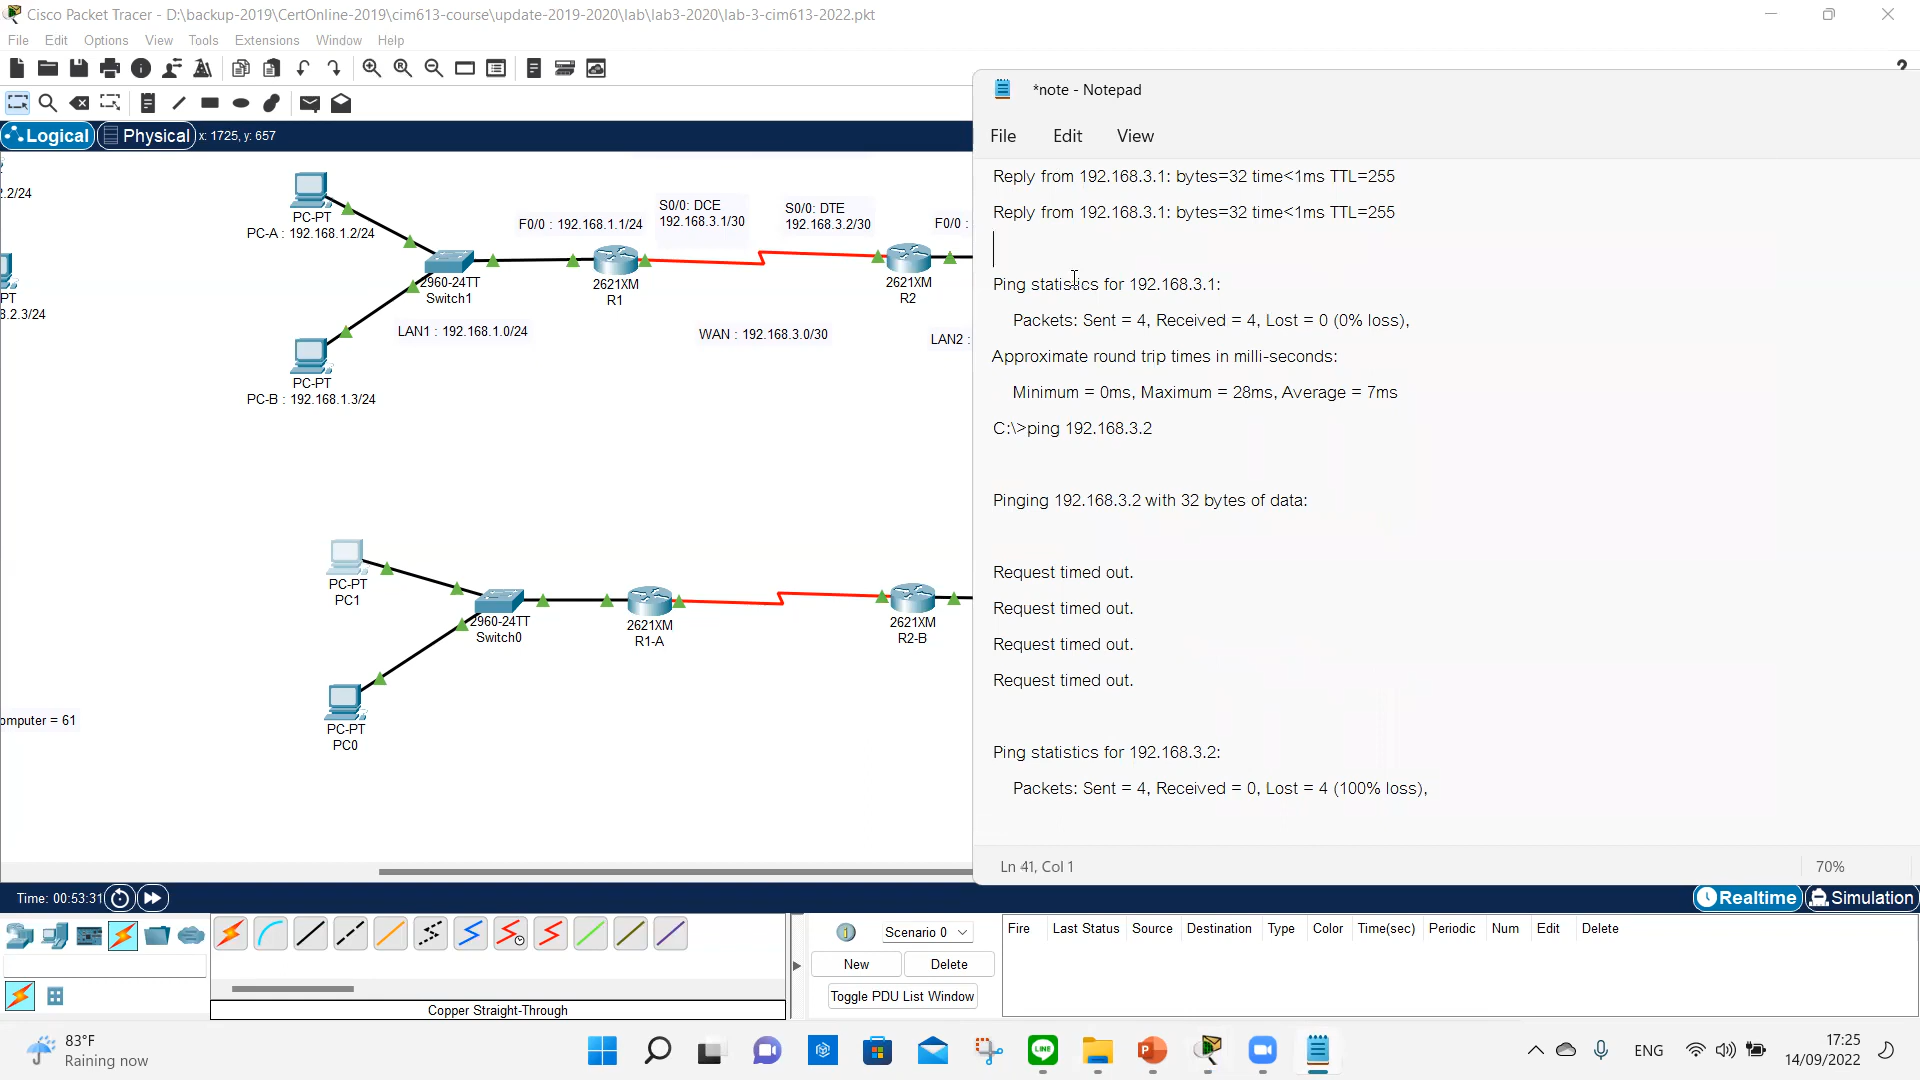 Cisco Packet Tracer - D:\backup-2019\CertOnline-2019\cim613-course\update-2019-2020\lab\lab3-2020\lab-3-cim613-2022.pkt
File Edit Options View Tools Extensions Window Help
?
*note - Notepad
File Edit View
Logical Physical x: 1725, y: 657
.2/24
PC-PT
PC-A : 192.168.1.2/24
F0/0 : 192.168.1.1/24
S0/0: DCE
192.168.3.1/30
S0/0: DTE
192.168.3.2/30
F0/0 :
2960-24TT
Switch1
2621XM
R1
2621XM
R2
PT
3.2.3/24
LAN1 : 192.168.1.0/24
WAN : 192.168.3.0/30
LAN2 :
PC-PT
PC-B : 192.168.1.3/24
PC-PT
PC1
2960-24TT
Switch0
2621XM
R1-A
2621XM
R2-B
omputer = 61
PC-PT
PC0
Reply from 192.168.3.1: bytes=32 time<1ms TTL=255
Reply from 192.168.3.1: bytes=32 time<1ms TTL=255
Ping statistics for 192.168.3.1:
Packets: Sent = 4, Received = 4, Lost = 0 (0% loss),
Approximate round trip times in milli-seconds:
Minimum = 0ms, Maximum = 28ms, Average = 7ms
C:\>ping 192.168.3.2
Pinging 192.168.3.2 with 32 bytes of data:
Request timed out.
Request timed out.
Request timed out.
Request timed out.
Ping statistics for 192.168.3.2:
Packets: Sent = 4, Received = 0, Lost = 4 (100% loss),
Ln 41, Col 1
70%
Time: 00:53:31
Realtime Simulation
Scenario 0
New Delete
Toggle PDU List Window
Fire Last Status Source Destination Type Color Time(sec) Periodic Num Edit Delete
Copper Straight-Through
83°F
Raining now
LINE
ENG
17:25
14/09/2022